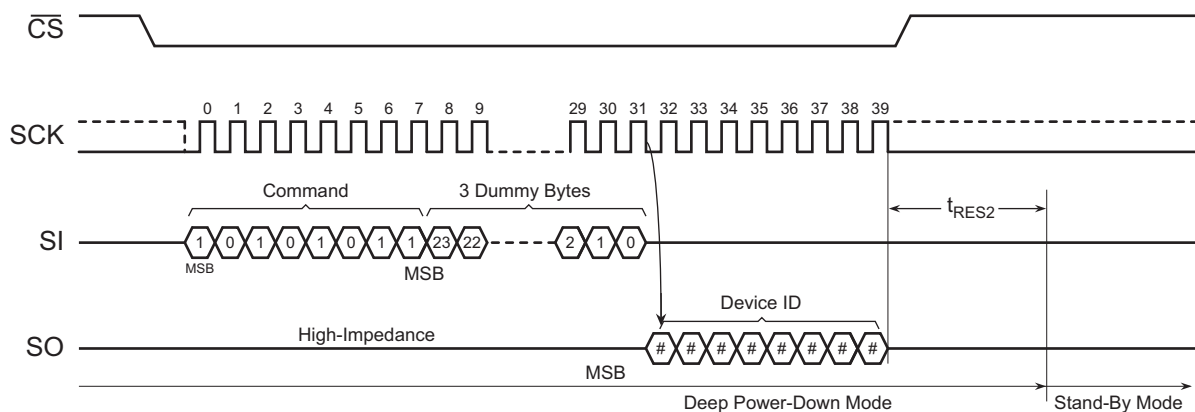 CS
0 1 2 3 4 5 6 7 8 9 29 30 31 32 33 34 35 36 37 38 39
SCK
Command 3 Dummy Bytes
tRES2
SI 1 0 1 0 1 0 1 1 23 22 2 1 0
MSB MSB
Device ID
High-Impedance
SO # # # # # # # #
MSB
Deep Power-Down Mode Stand-By Mode